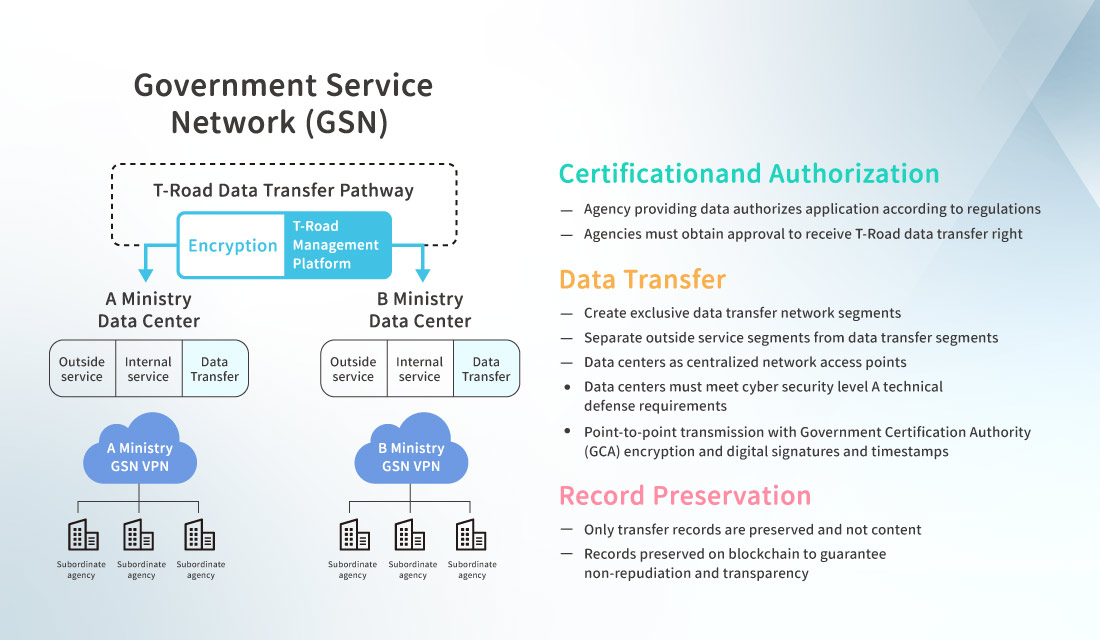 Government Service
Network (GSN)
T-Road Data Transfer Pathway
Encryption
T-Road
Management
Platform
A Ministry
Data Center
B Ministry
Data Center
Outside
service
Internal
service
Data
Transfer
Outside
service
Internal
service
Data
Transfer
A Ministry
GSN VPN
B Ministry
GSN VPN
Subordinate
agency
Subordinate
agency
Subordinate
agency
Subordinate
agency
Subordinate
agency
Subordinate
agency
Certificationand Authorization
— Agency providing data authorizes application according to regulations
— Agencies must obtain approval to receive T-Road data transfer right
Data Transfer
— Create exclusive data transfer network segments
— Separate outside service segments from data transfer segments
— Data centers as centralized network access points
• Data centers must meet cyber security level A technical
defense requirements
• Point-to-point transmission with Government Certification Authority
(GCA) encryption and digital signatures and timestamps
Record Preservation
— Only transfer records are preserved and not content
— Records preserved on blockchain to guarantee
non-repudiation and transparency